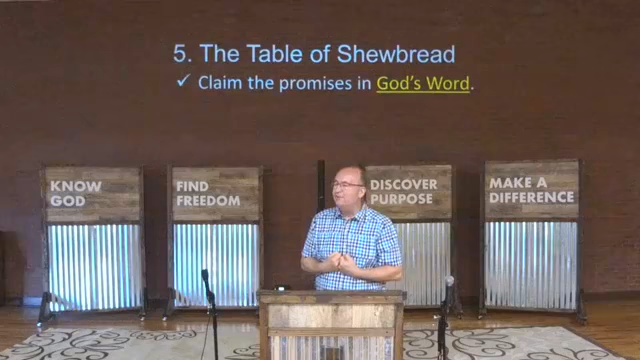 5. The Table of Shewbread
✓ Claim the promises in God's Word.
KNOW
GOD
FIND
FREEDOM
DISCOVER
PURPOSE
MAKE A
DIFFERENCE